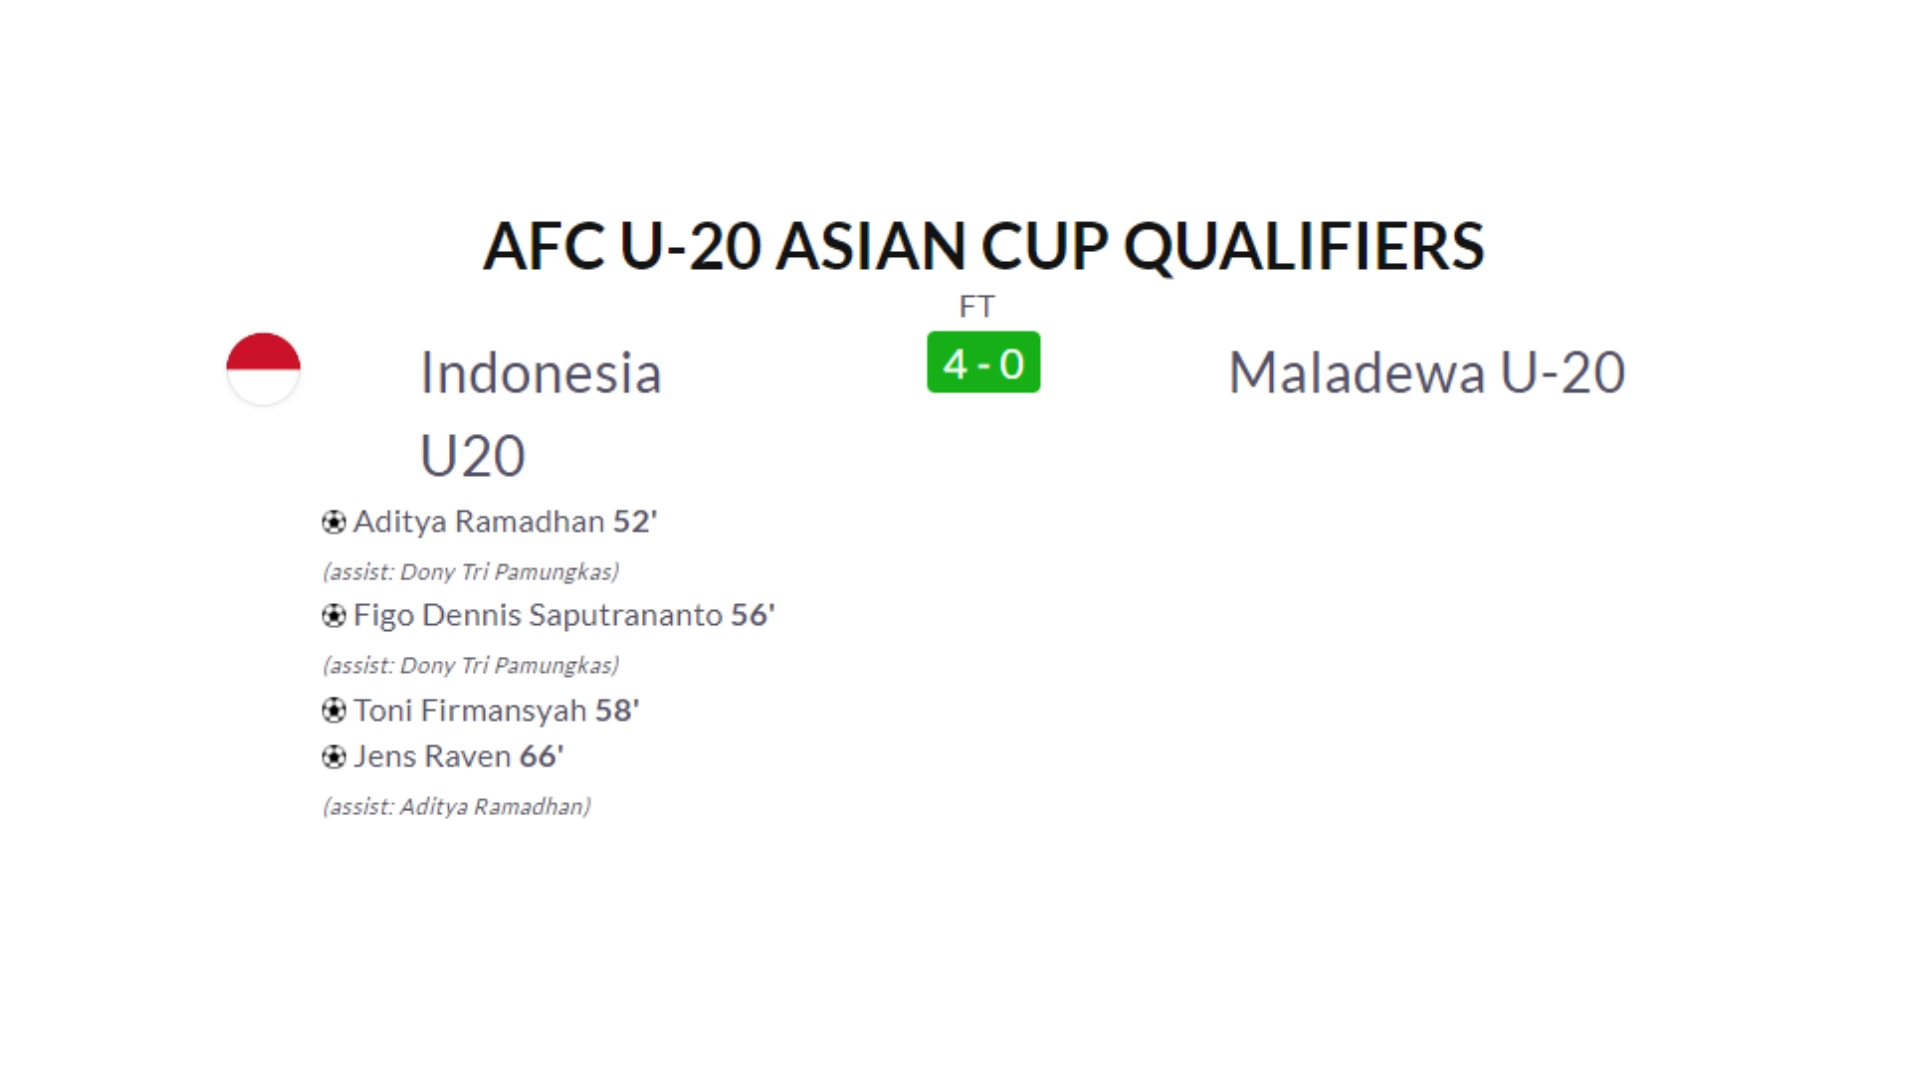 AFC U-20 ASIAN CUP QUALIFIERS
FT
Indonesia U20
4 - 0
Maladewa U-20
Aditya Ramadhan 52'
(assist: Dony Tri Pamungkas)
Figo Dennis Saputrananto 56'
(assist: Dony Tri Pamungkas)
Toni Firmansyah 58'
Jens Raven 66'
(assist: Aditya Ramadhan)